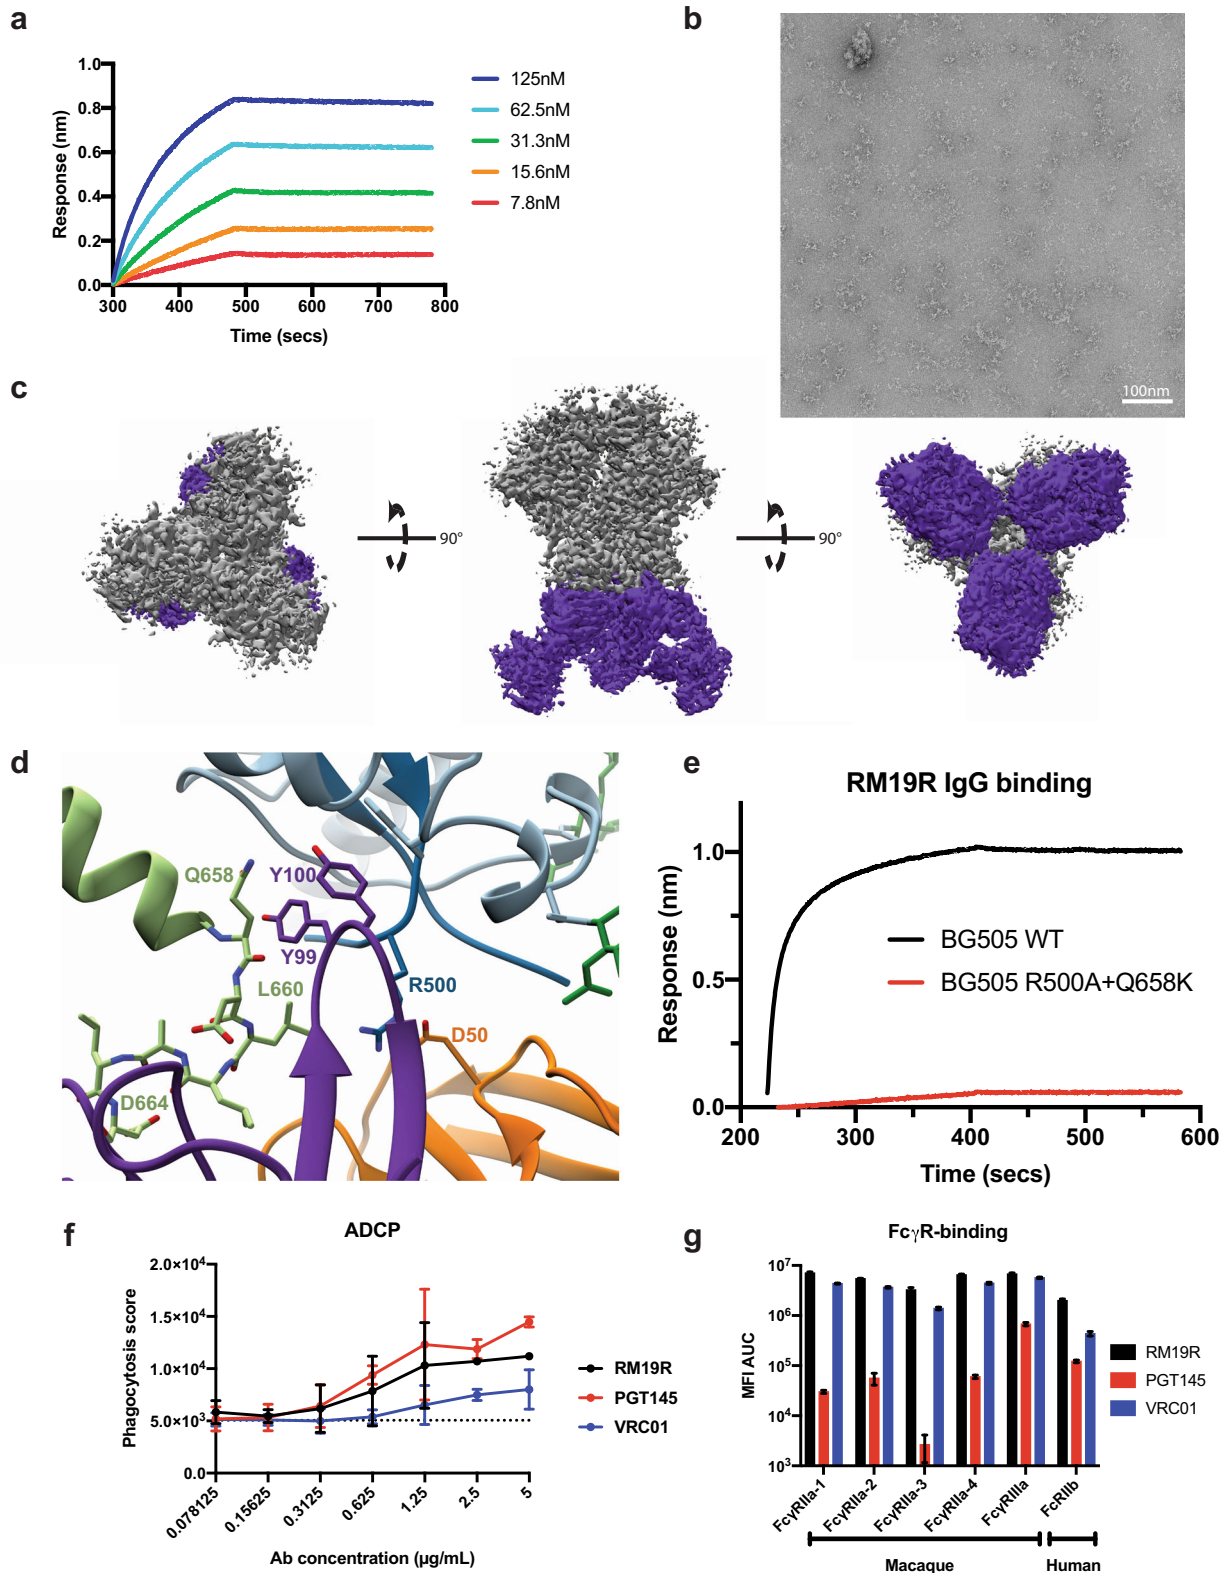 a
1.0
0.8
0.6
0.4
0.2
0.0
Response (nm)
300 400 500 600 700 800
Time (secs)
125nM
62.5nM
31.3nM
15.6nM
7.8nM
b
100nm
c
90°
90°
d
Q658
Y100
Y99
L660
R500
D50
D664
e
RM19R IgG binding
1.0
0.5
0.0
Response (nm)
BG505 WT
BG505 R500A+Q658K
200 300 400 500 600
Time (secs)
f
ADCP
2.0×10⁴
1.5×10⁴
1.0×10⁴
5.0×10³
0.0
Phagocytosis score
0.078125 0.15625 0.3125 0.625 1.25 2.5 5
Ab concentration (µg/mL)
RM19R
PGT145
VRC01
g
FcγR-binding
10⁷
10⁶
10⁵
10⁴
10³
MFI AUC
FcγRIIa-1 FcγRIIa-2 FcγRIIa-3 FcγRIIa-4 FcγRIIIa FcRIIb
Macaque Human
RM19R
PGT145
VRC01